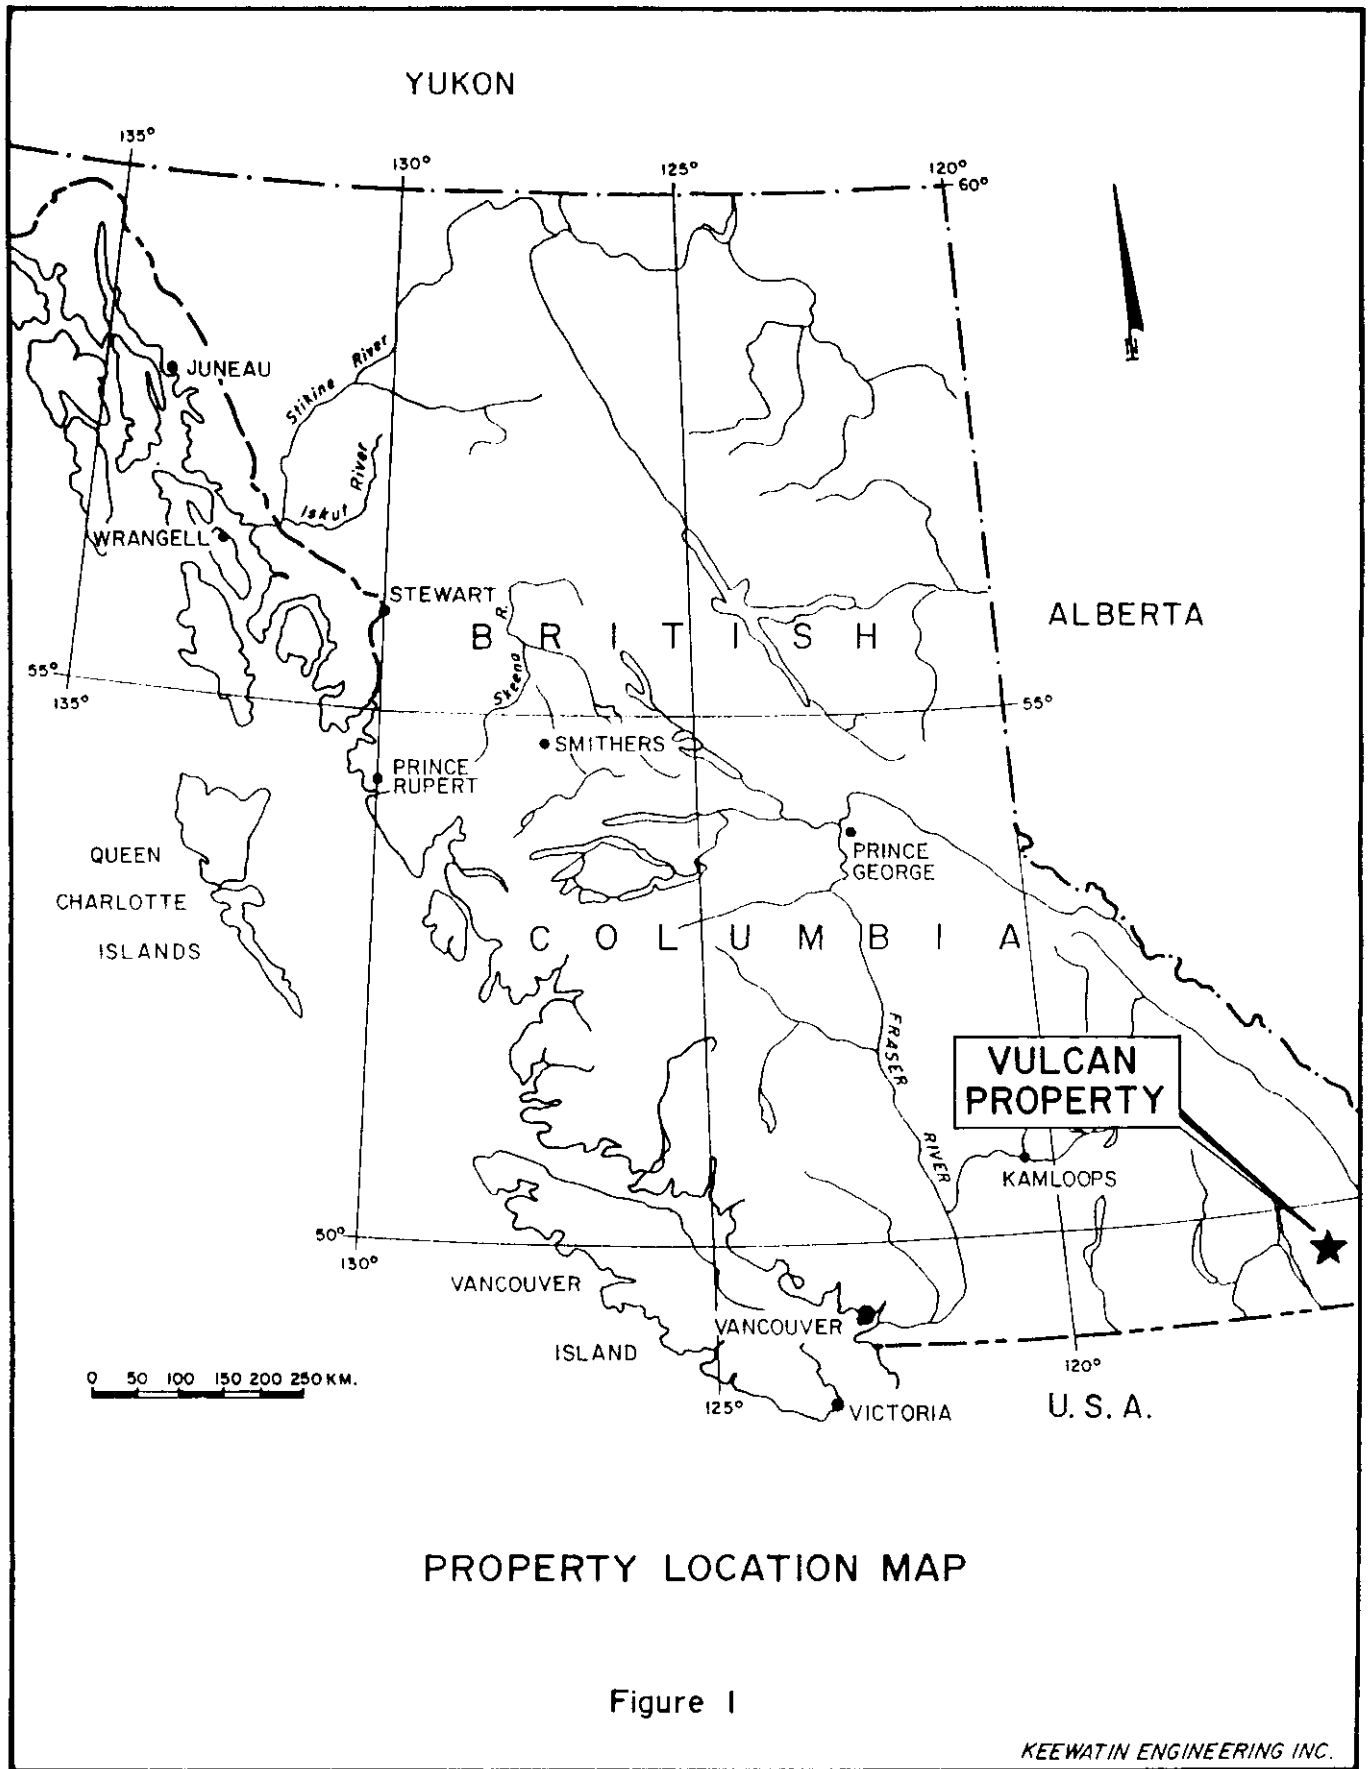 YUKON
135°
130°
125°
120°
60°
N
JUNEAU
Stikine River
Iskut River
WRANGELL
STEWART
BRITISH
ALBERTA
Skeena R.
55°
135°
55°
SMITHERS
PRINCE
RUPERT
PRINCE
GEORGE
QUEEN
CHARLOTTE
ISLANDS
COLUMBIA
FRASER RIVER
VULCAN
PROPERTY
KAMLOOPS
50°
130°
VANCOUVER
ISLAND
VANCOUVER
120°
0 50 100 150 200 250 KM.
125°
VICTORIA
U.S.A.
PROPERTY LOCATION MAP
Figure 1
KEEWATIN ENGINEERING INC.